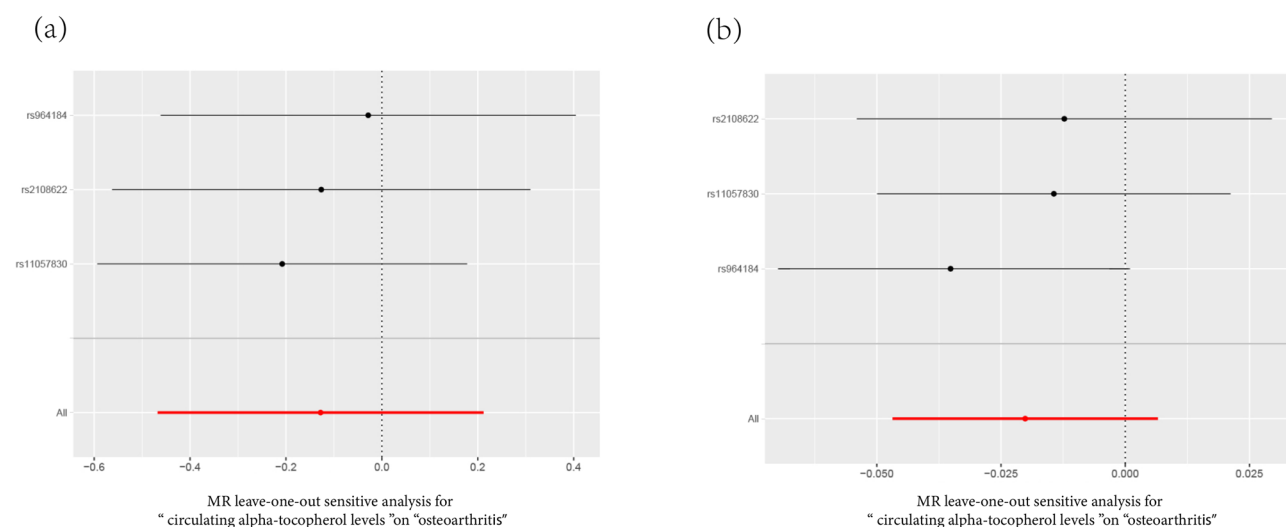 (a)
rs964184
rs2108622
rs11057830
All
−0.6 −0.4 −0.2 0.0 0.2 0.4
MR leave-one-out sensitive analysis for
“ circulating alpha-tocopherol levels ”on “osteoarthritis”
(b)
rs2108622
rs11057830
rs964184
All
−0.050 −0.025 0.000 0.025
MR leave-one-out sensitive analysis for
“ circulating alpha-tocopherol levels ”on “osteoarthritis”